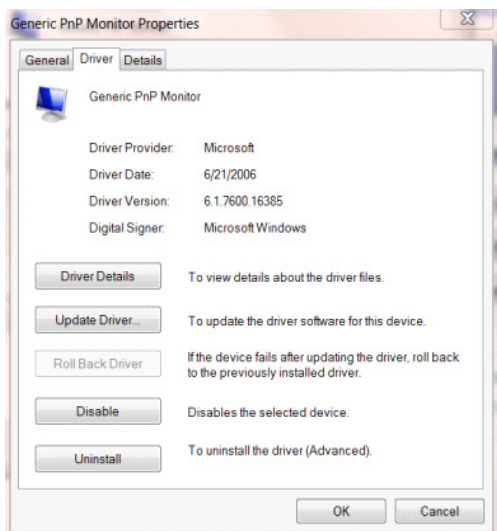 Generic PnP Monitor Properties
General Driver Details
Generic PnP Monitor
Driver Provider: Microsoft
Driver Date: 6/21/2006
Driver Version: 6.1.7600.16385
Digital Signer: Microsoft Windows
Driver Details To view details about the driver files.
Update Driver... To update the driver software for this device.
Roll Back Driver If the device fails after updating the driver, roll back
to the previously installed driver.
Disable Disables the selected device.
Uninstall To uninstall the driver (Advanced).
OK Cancel